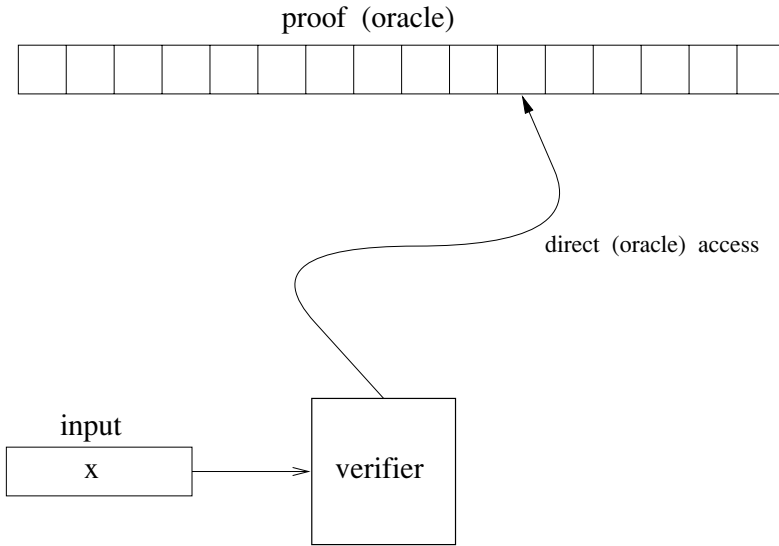 proof (oracle)
direct (oracle) access
input
x
verifier